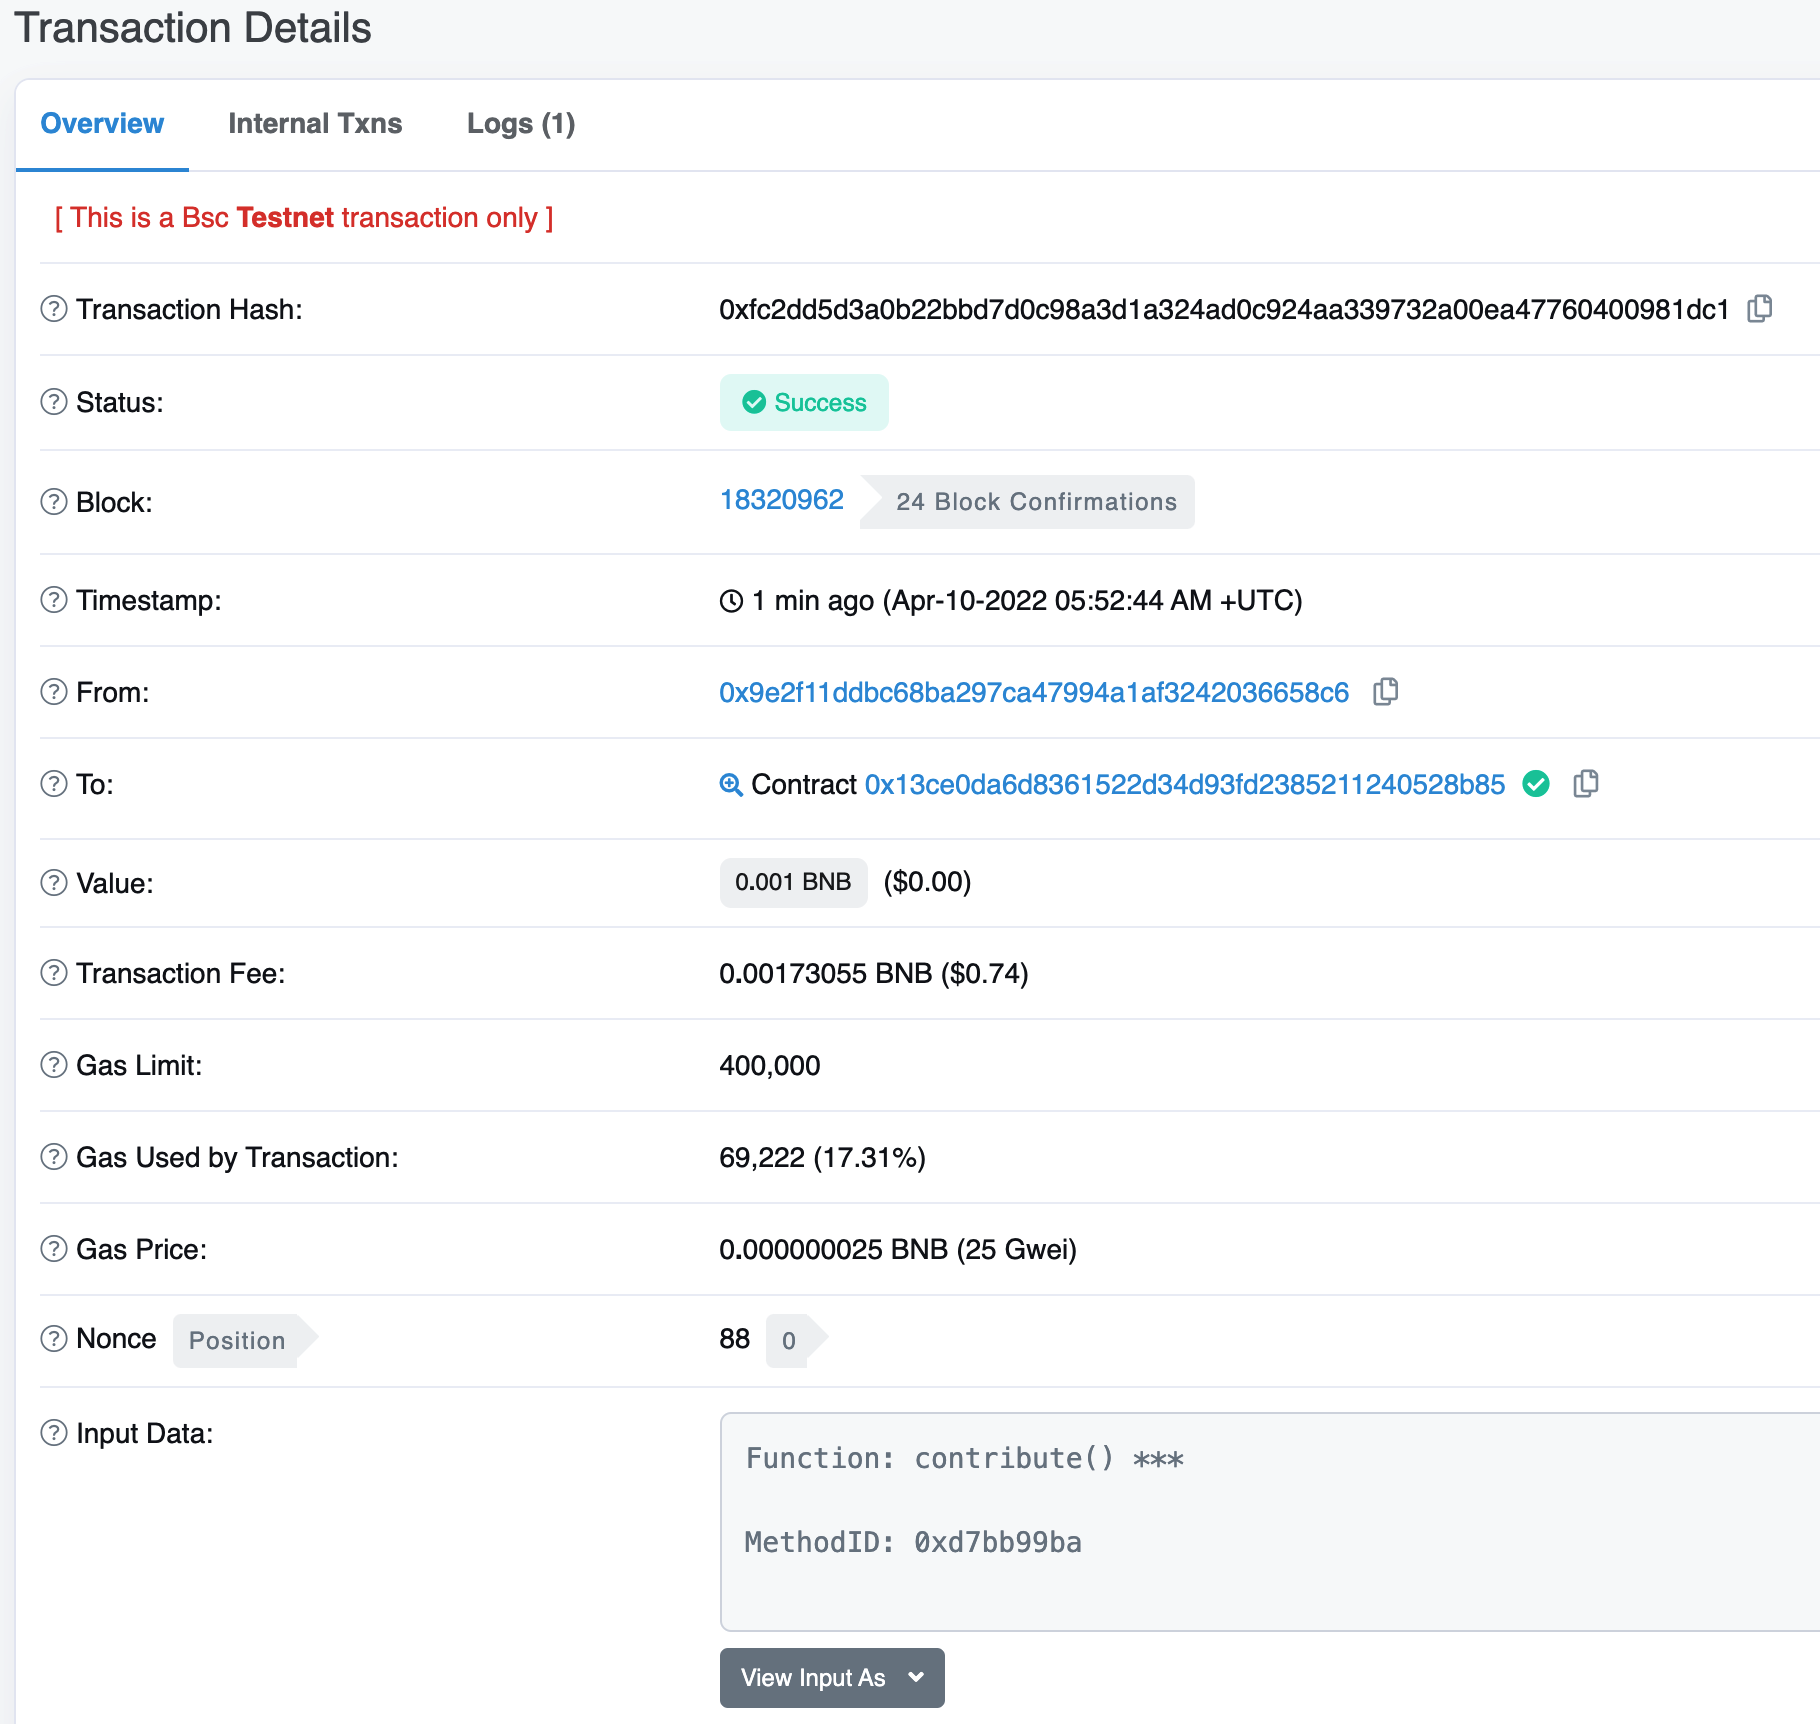 Transaction Details
Overview Internal Txns Logs (1)
[ This is a Bsc Testnet transaction only ]
Transaction Hash: 0xfc2dd5d3a0b22bbd7d0c98a3d1a324ad0c924aa339732a00ea47760400981dc1
Status: Success
Block: 18320962 24 Block Confirmations
Timestamp: 1 min ago (Apr-10-2022 05:52:44 AM +UTC)
From: 0x9e2f11ddbc68ba297ca47994a1af3242036658c6
To: Contract 0x13ce0da6d8361522d34d93fd2385211240528b85
Value: 0.001 BNB ($0.00)
Transaction Fee: 0.00173055 BNB ($0.74)
Gas Limit: 400,000
Gas Used by Transaction: 69,222 (17.31%)
Gas Price: 0.000000025 BNB (25 Gwei)
Nonce Position 88 0
Input Data:
Function: contribute() ***
MethodID: 0xd7bb99ba
View Input As